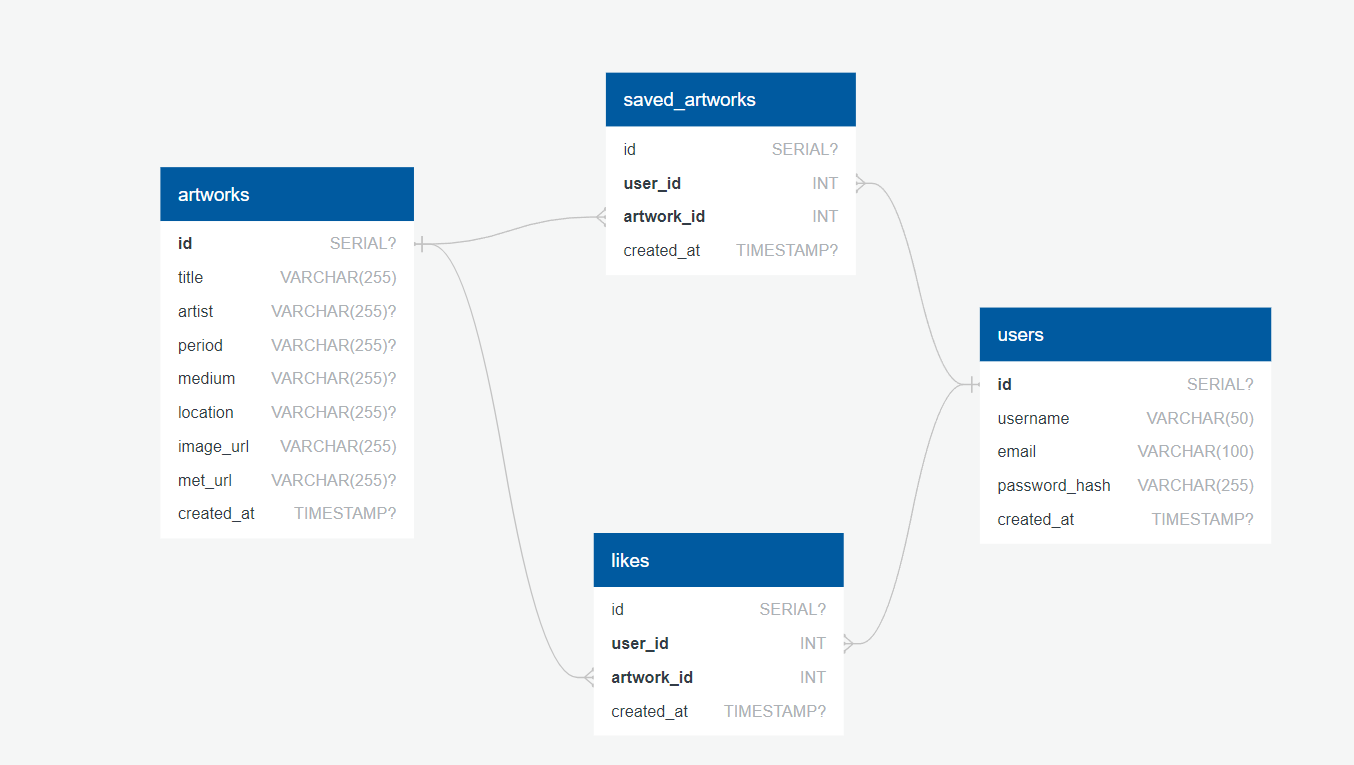 saved_artworks
id SERIAL?
user_id INT
artwork_id INT
created_at TIMESTAMP?
artworks
id SERIAL?
title VARCHAR(255)
artist VARCHAR(255)?
period VARCHAR(255)?
medium VARCHAR(255)?
location VARCHAR(255)?
image_url VARCHAR(255)
met_url VARCHAR(255)?
created_at TIMESTAMP?
users
id SERIAL?
username VARCHAR(50)
email VARCHAR(100)
password_hash VARCHAR(255)
created_at TIMESTAMP?
likes
id SERIAL?
user_id INT
artwork_id INT
created_at TIMESTAMP?